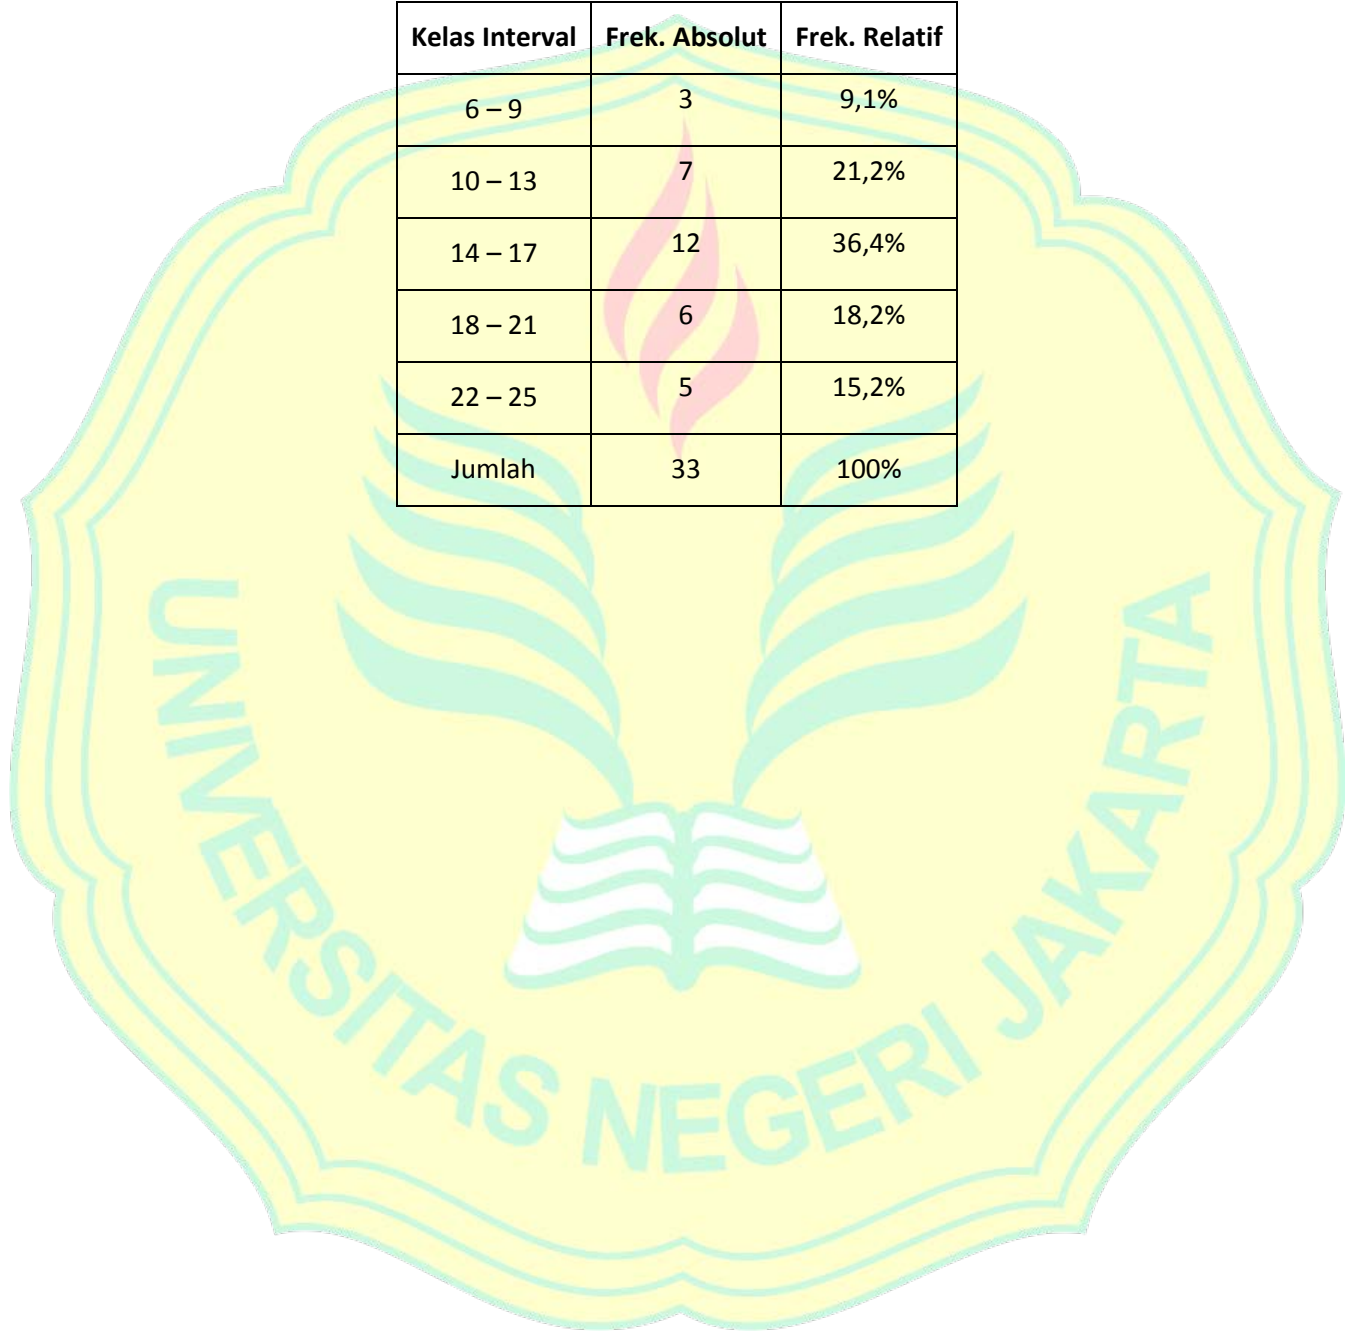 Kelas Interval Frek. Absolut Frek. Relatif
6 – 9 3 9,1%
10 – 13 7 21,2%
14 – 17 12 36,4%
18 – 21 6 18,2%
22 – 25 5 15,2%
Jumlah 33 100%
UNIVERSITAS NEGERI JAKARTA